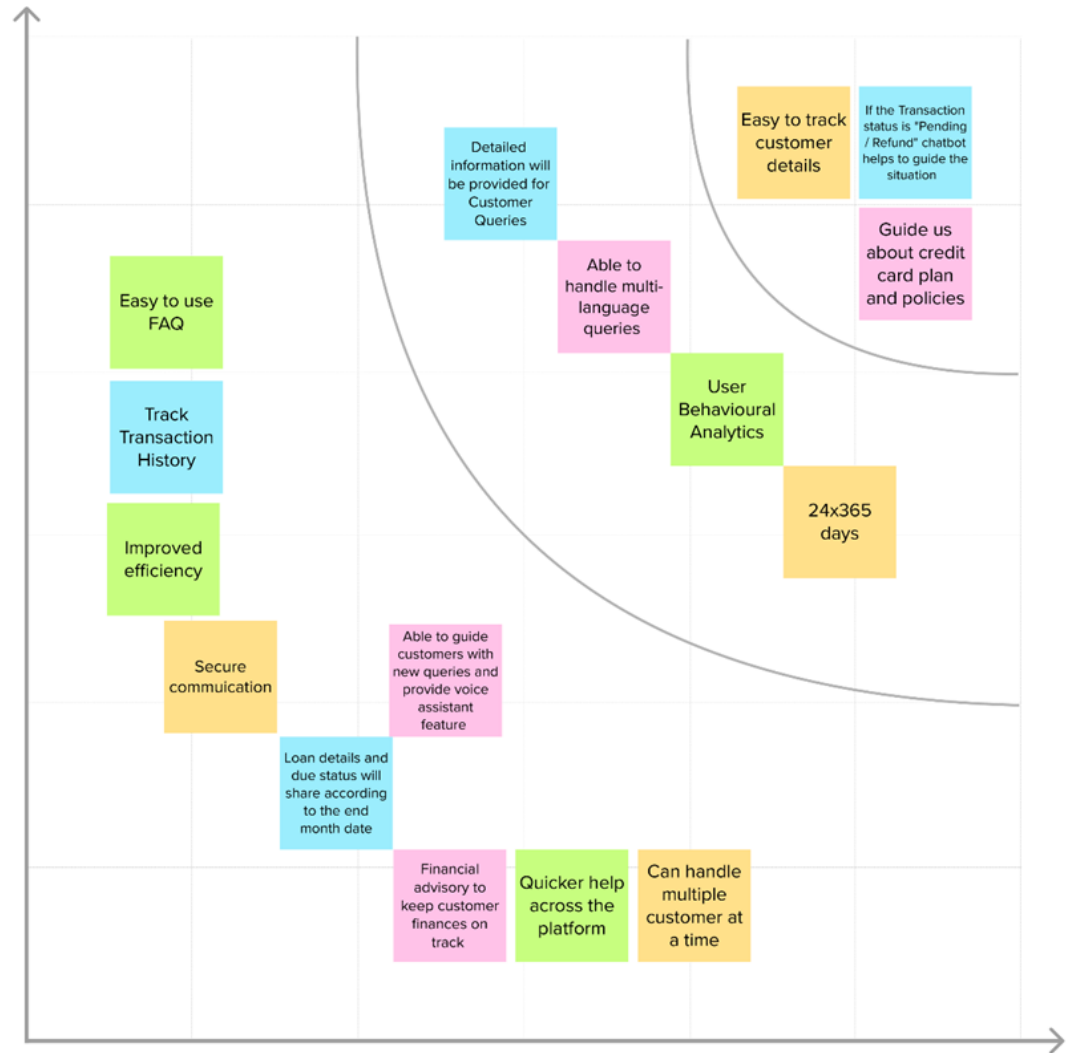 Easy to track
customer
details
If the Transaction
status is "Pending
/ Refund" chatbot
helps to guide the
situation
Detailed
information will
be provided for
Customer
Queries
Guide us
about credit
card plan
and policies
Able to
handle multi-
language
queries
Easy to use
FAQ
User
Behavioural
Analytics
Track
Transaction
History
24x365
days
Improved
efficiency
Secure
commuication
Able to guide
customers with
new queries and
provide voice
assistant
feature
Loan details and
due status will
share according
to the end
month date
Financial
advisory to
keep customer
finances on
track
Quicker help
across the
platform
Can handle
multiple
customer at
a time